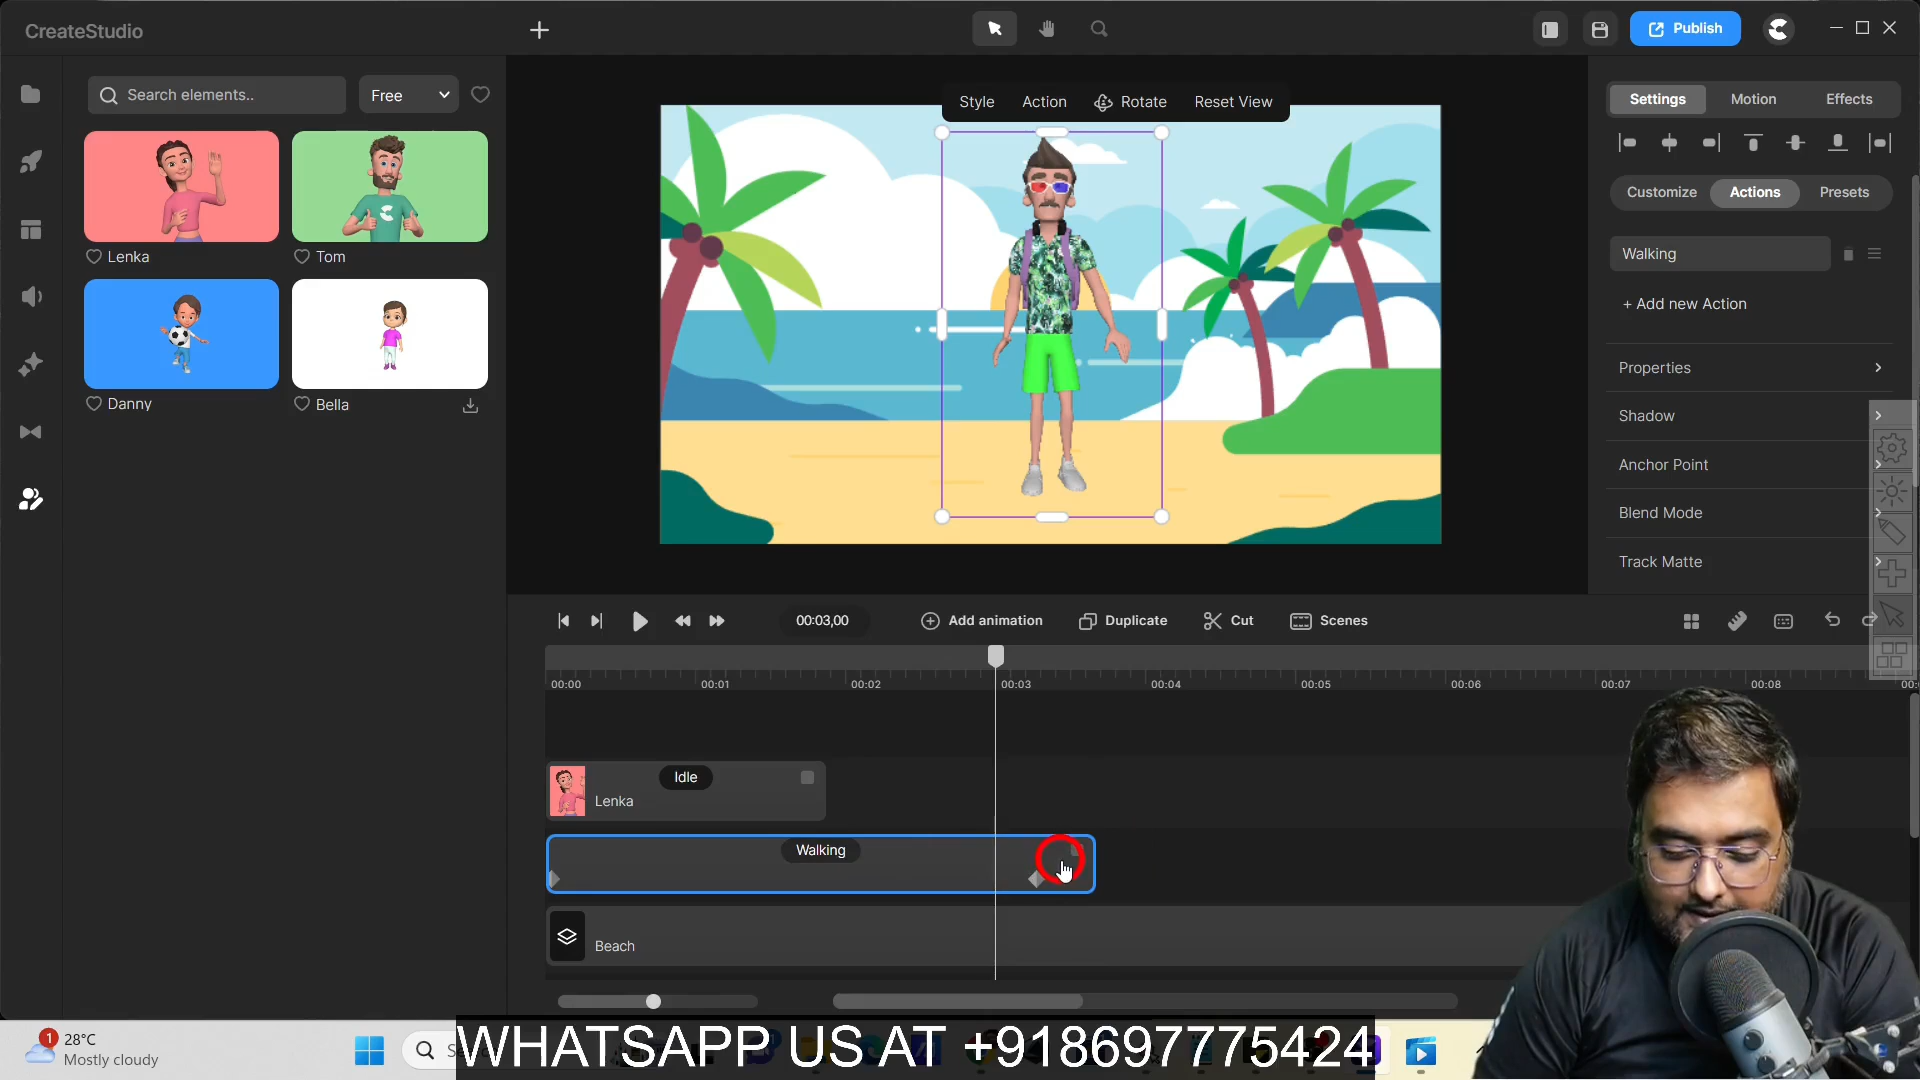 CreateStudio
Publish
Search elements..
Free
Style
Action
Rotate
Reset View
Settings
Motion
Effects
Lenka
Tom
Danny
Bella
Customize
Actions
Presets
Walking
+ Add new Action
Properties
Shadow
Anchor Point
Blend Mode
Track Matte
00:03,00
Add animation
Duplicate
Cut
Scenes
00:00
00:01
00:02
00:03
00:04
00:05
00:06
00:07
00:08
Idle
Lenka
Walking
Beach
1
28°C
Mostly cloudy
WHATSAPP US AT +918697775424